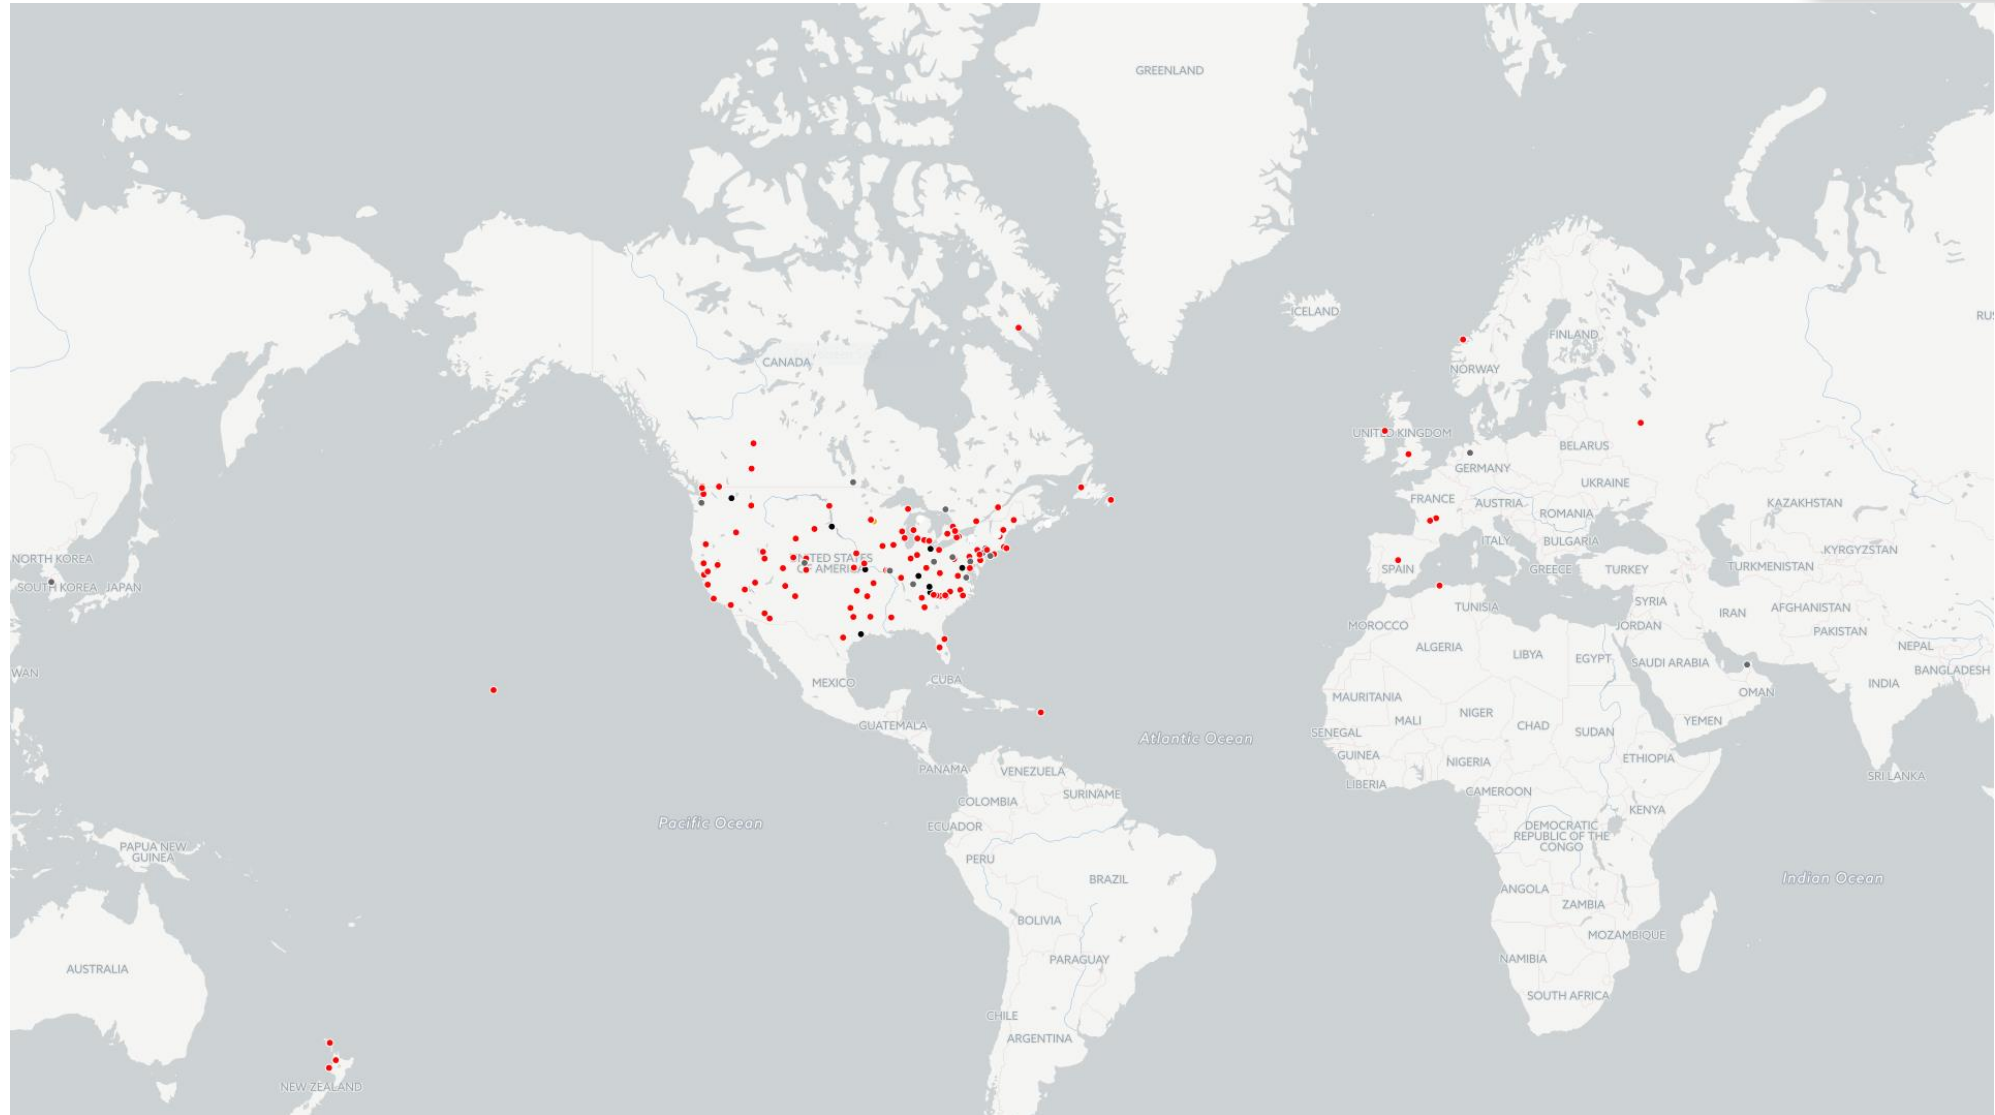 GREENLAND
ICELAND
RUS
FINLAND
CANADA
NORWAY
UNITED KINGDOM
BELARUS
GERMANY
UKRAINE
FRANCE
AUSTRIA
KAZAKHSTAN
ROMANIA
ITALY
BULGARIA
KYRGYZSTAN
NORTH KOREA
UNITED STATES
OF AMERICA
SPAIN
GREECE
TURKEY
TURKMENISTAN
SOUTH KOREA
JAPAN
TUNISIA
SYRIA
IRAN
AFGHANISTAN
MOROCCO
JORDAN
PAKISTAN
ALGERIA
LIBYA
EGYPT
SAUDI ARABIA
NEPAL
WAN
BANGLADESH
MEXICO
CUBA
INDIA
MAURITANIA
OMAN
NIGER
MALI
CHAD
YEMEN
GUATEMALA
SENEGAL
SUDAN
Atlantic Ocean
GUINEA
NIGERIA
ETHIOPIA
PANAMA
VENEZUELA
SRI LANKA
LIBERIA
CAMEROON
SURINAME
COLOMBIA
KENYA
Pacific Ocean
ECUADOR
DEMOCRATIC
REPUBLIC OF THE
CONGO
PAPUA NEW
GUINEA
PERU
BRAZIL
Indian Ocean
ANGOLA
ZAMBIA
BOLIVIA
MOZAMBIQUE
PARAGUAY
NAMIBIA
AUSTRALIA
SOUTH AFRICA
CHILE
ARGENTINA
NEW ZEALAND